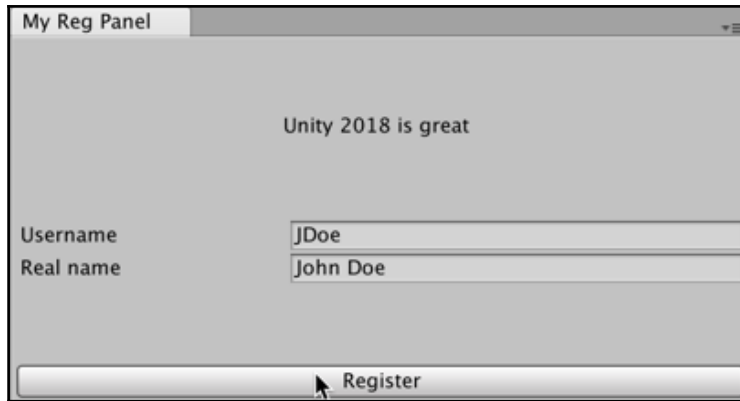 My Reg Panel
Unity 2018 is great
Username JDoe
Real name John Doe
Register